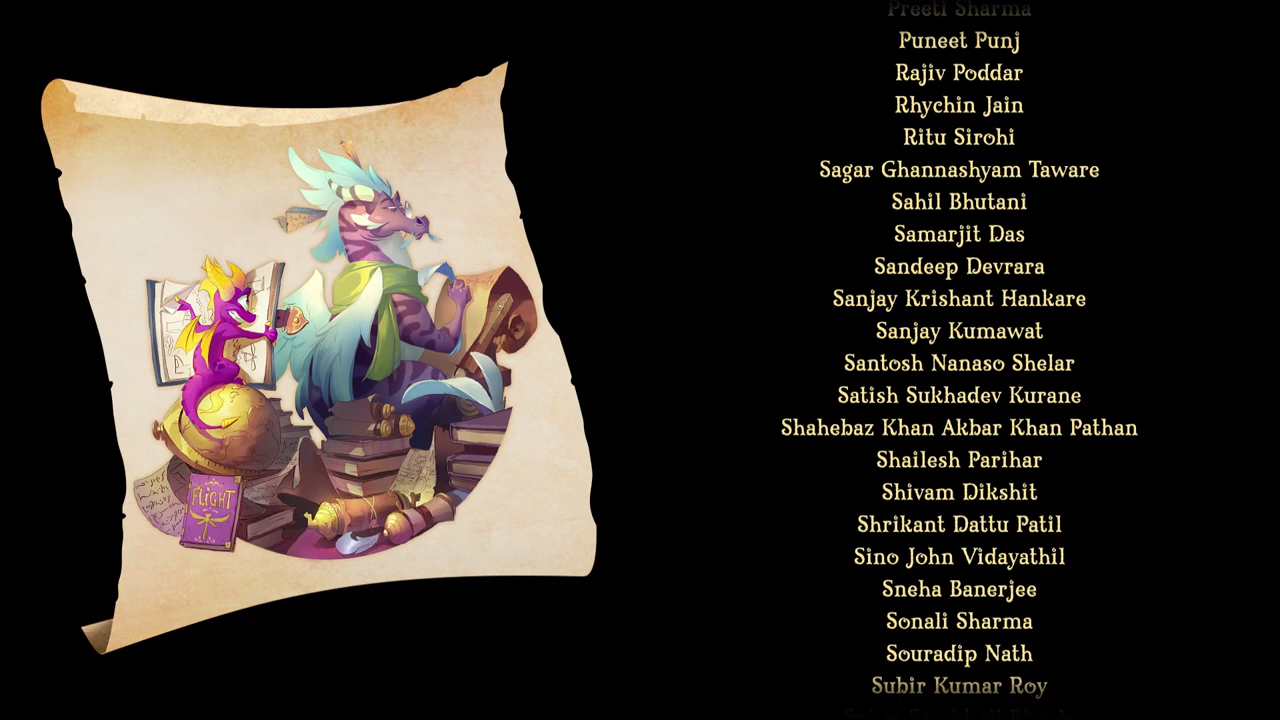 Preeti Sharma
Puneet Punj
Rajiv Poddar
Rhychin Jain
Ritu Sirohi
Sagar Ghannashyam Taware
Sahil Bhutani
Samarjit Das
Sandeep Devrara
Sanjay Krishant Hankare
Sanjay Kumawat
Santosh Nanaso Shelar
Satish Sukhadev Kurane
Shahebaz Khan Akbar Khan Pathan
Shailesh Parihar
Shivam Dikshit
Shrikant Dattu Patil
Sino John Vidayathil
Sneha Banerjee
Sonali Sharma
Souradip Nath
Subir Kumar Roy
FLIGHT